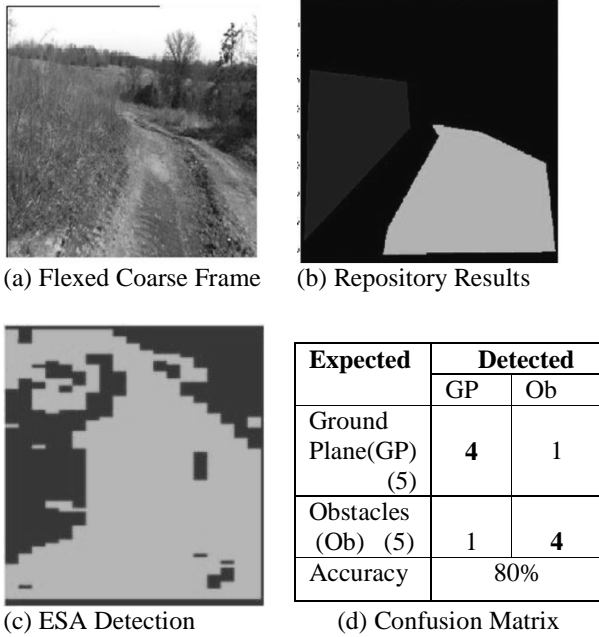 (a) Flexed Coarse Frame
(b) Repository Results
Expected Detected
GP Ob
Ground
Plane(GP) 4 1
(5)
Obstacles
(Ob) (5) 1 4
Accuracy 80%
(c) ESA Detection
(d) Confusion Matrix